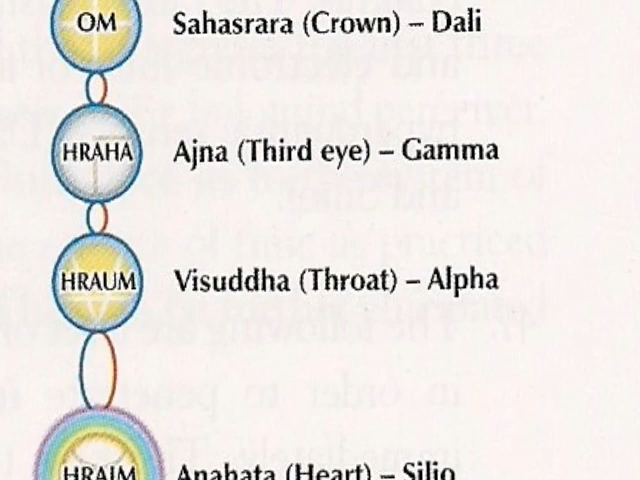 OM Sahasrara (Crown) – Dali
HRAHA Ajna (Third eye) – Gamma
HRAUM Visuddha (Throat) – Alpha
HRAIM Anahata (Heart) – Silio